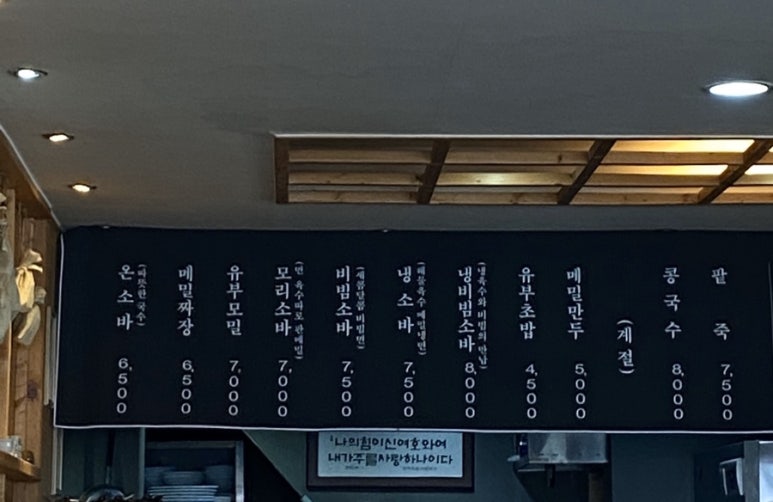 온소바
(따뜻한 국수)
6,500
메밀짜장
6,500
유부모밀
7,000
모리소바
(면 육수따로 판메밀)
7,000
비빔소바
(새콤달콤 비빔면)
7,500
냉소바
(해물육수 메밀냉면)
7,500
냉비빔소바
(냉육수와 비빔의 만남)
8,000
유부초밥
4,500
메밀만두
5,000
(계절)
콩국수
8,000
팥죽
7,500
나의힘이신여호와여
내가주를사랑하나이다